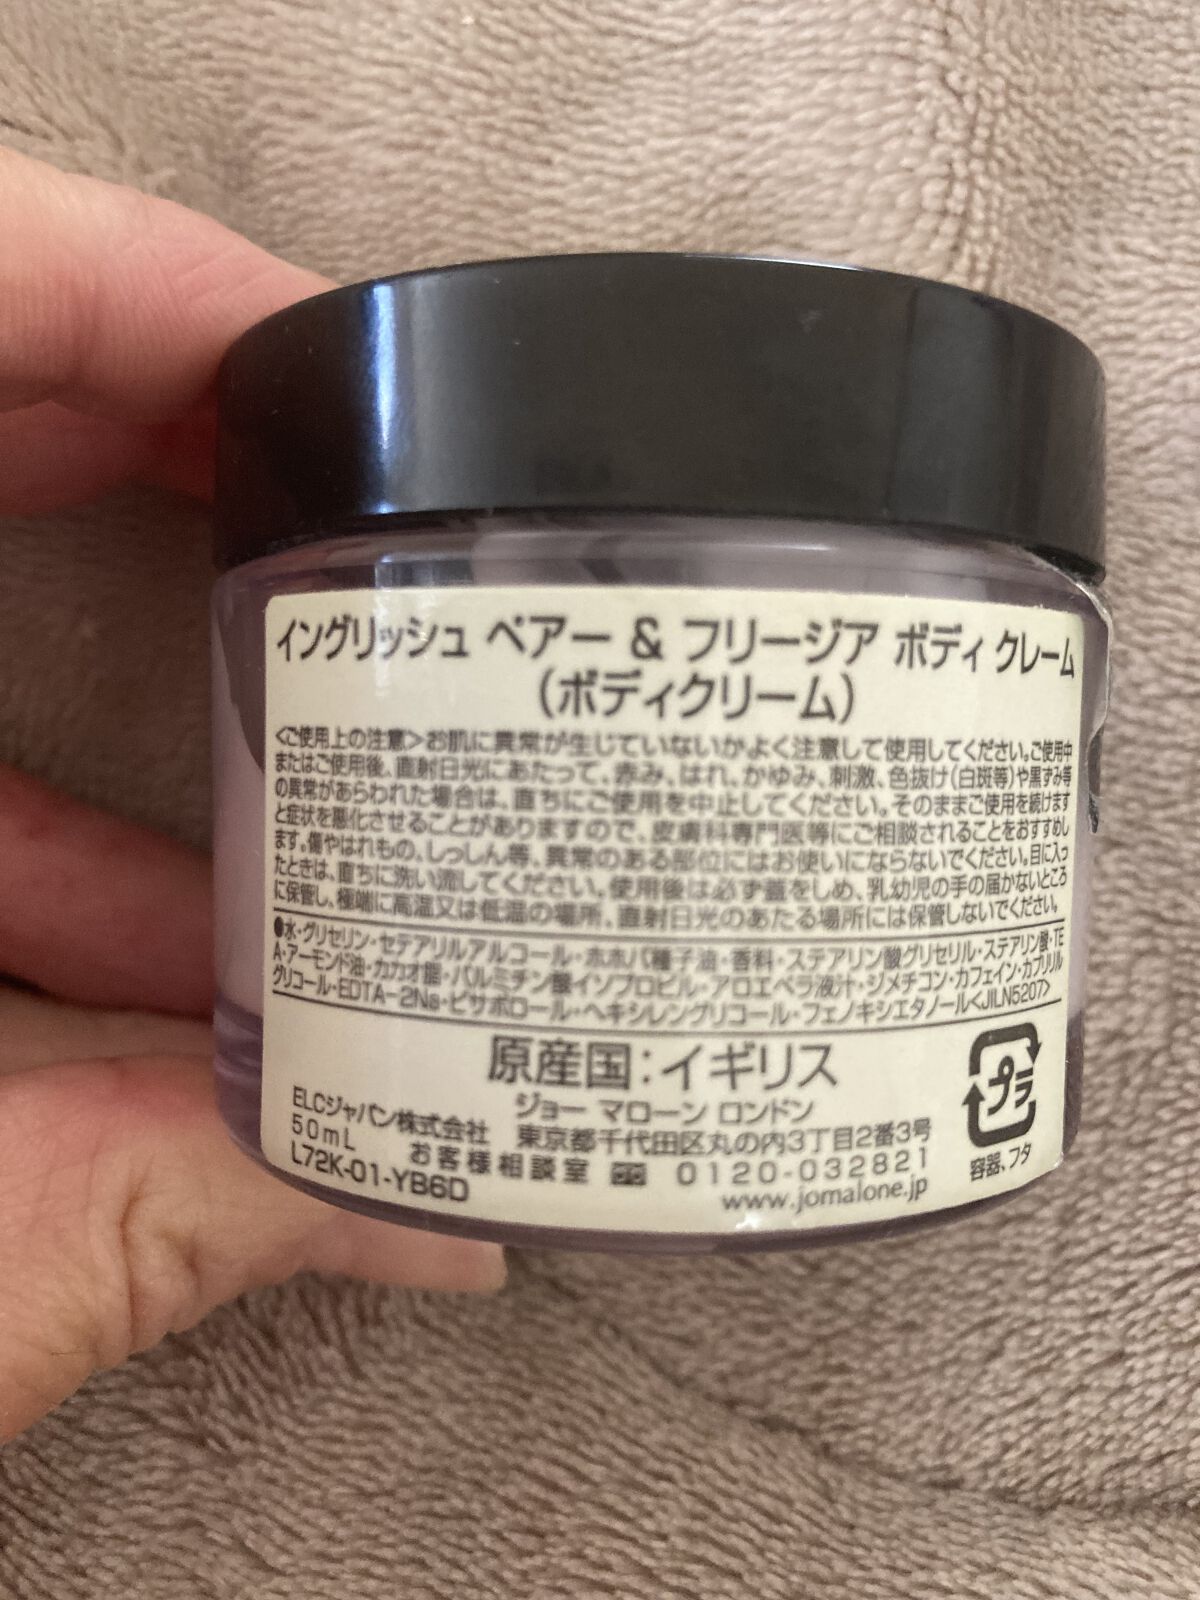 イングリッシュ ペアー & フリージア ボディ クレーム
(ボディクリーム)
<ご使用上の注意>お肌に異常が生じていないかよく注意して使用してください。ご使用中
またはご使用後、直射日光にあたって、赤み、はれ、かゆみ、刺激、色抜け(白斑等)や黒ずみ等
の異常があらわれた場合は、直ちにご使用を中止してください。そのままご使用を続けます
と症状を悪化させることがありますので、皮膚科専門医等にご相談されることをおすすめし
ます。傷やはれもの、しっしん等、異常のある部位にはお使いにならないでください。目に入っ
たときは、直ちに洗い流してください。使用後は必ず蓋をしめ、乳幼児の手の届かないところ
に保管し、極端に高温又は低温の場所、直射日光のあたる場所には保管しないでください。
●水・グリセリン・セテアリルアルコール・ホホバ種子油・香料・ステアリン酸グリセリル・ステアリン酸・TE
A・アーモンド油・カカオ脂・パルミチン酸イソプロピル・アロエベラ液汁・ジメチコン・カフェイン・カプリリル
グリコール・EDTA-2Na・ビサボロール・ヘキシレングリコール・フェノキシエタノール<JILN5207>
原産国:イギリス
ELCジャパン株式会社 ジョー マローン ロンドン
50mL 東京都千代田区丸の内3丁目2番3号
お客様相談室 0120-032821
L72K-01-YB6D www.jomalone.jp
プラ
容器、フタ